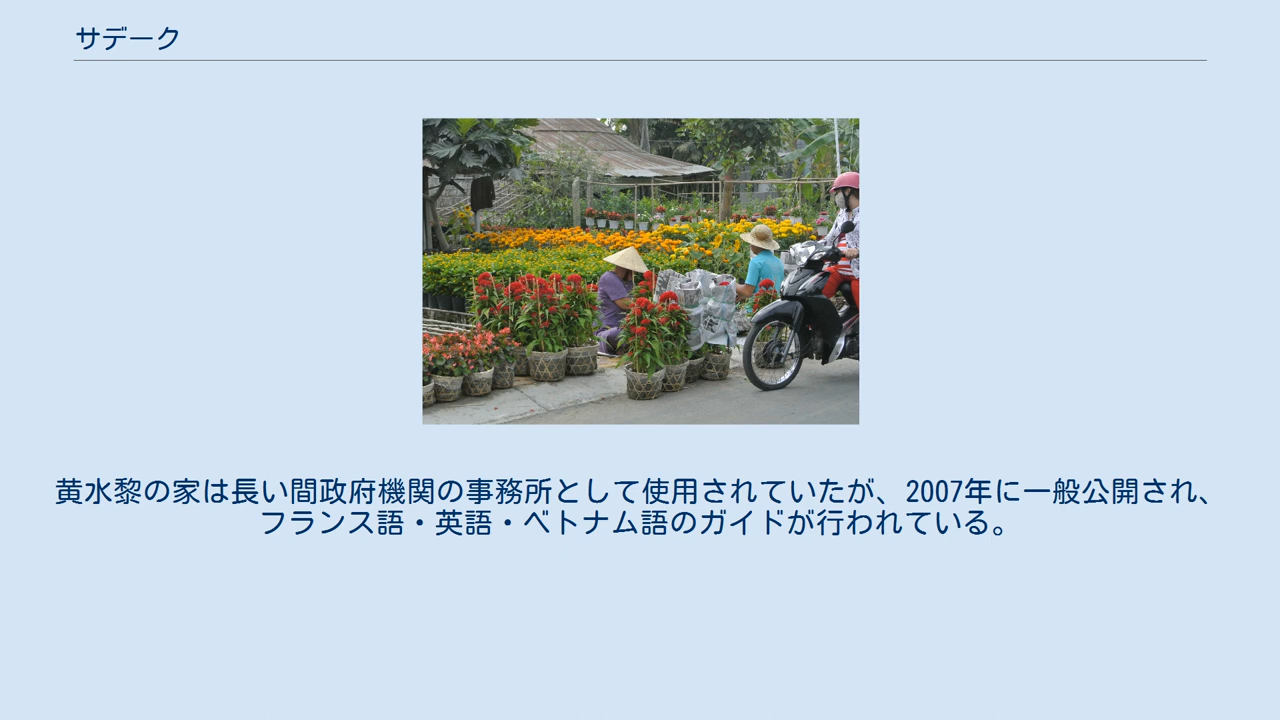 サデーク
黄水黎の家は長い間政府機関の事務所として使用されていたが、2007年に一般公開され、
フランス語・英語・ベトナム語のガイドが行われている。